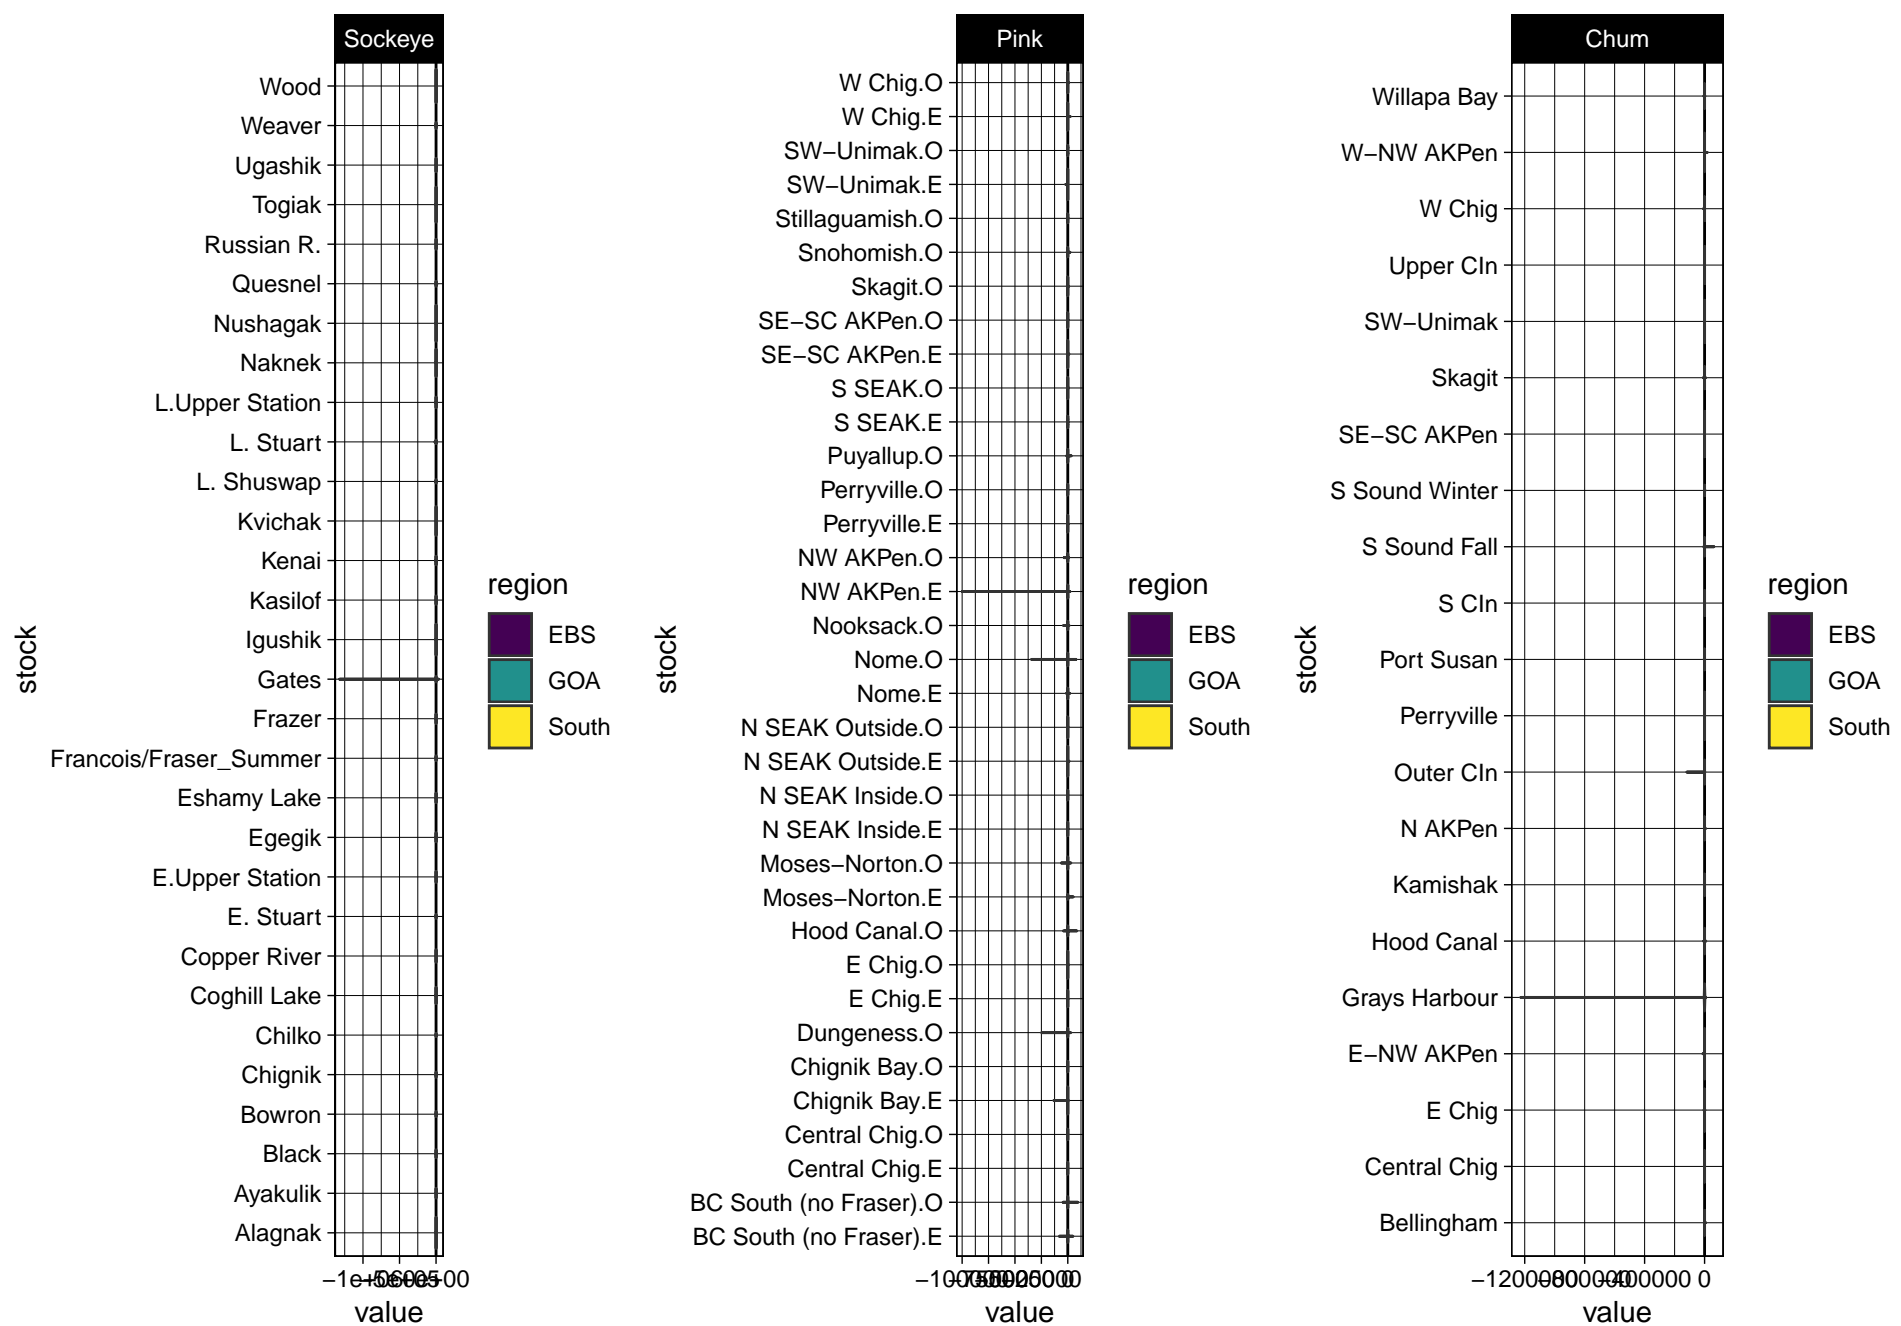 Sockeye
Wood
Weaver
Ugashik
Togiak
Russian R.
Quesnel
Nushagak
Naknek
L.Upper Station
L. Stuart
L. Shuswap
Kvichak
Kenai
Kasilof
Igushik
Gates
Frazer
Francois/Fraser_Summer
Eshamy Lake
Egegik
E.Upper Station
E. Stuart
Copper River
Coghill Lake
Chilko
Chignik
Bowron
Black
Ayakulik
Alagnak
stock
value
region
EBS
GOA
South
Pink
W Chig.O
W Chig.E
SW−Unimak.O
SW−Unimak.E
Stillaguamish.O
Snohomish.O
Skagit.O
SE−SC AKPen.O
SE−SC AKPen.E
S SEAK.O
S SEAK.E
Puyallup.O
Perryville.O
Perryville.E
NW AKPen.O
NW AKPen.E
Nooksack.O
Nome.O
Nome.E
N SEAK Outside.O
N SEAK Outside.E
N SEAK Inside.O
N SEAK Inside.E
Moses−Norton.O
Moses−Norton.E
Hood Canal.O
E Chig.O
E Chig.E
Dungeness.O
Chignik Bay.O
Chignik Bay.E
Central Chig.O
Central Chig.E
BC South (no Fraser).O
BC South (no Fraser).E
stock
0
value
region
EBS
GOA
South
Chum
Willapa Bay
W−NW AKPen
W Chig
Upper CIn
SW−Unimak
Skagit
SE−SC AKPen
S Sound Winter
S Sound Fall
S CIn
Port Susan
Perryville
Outer CIn
N AKPen
Kamishak
Hood Canal
Grays Harbour
E−NW AKPen
E Chig
Central Chig
Bellingham
stock
−1200000 −800000 −400000 0
value
region
EBS
GOA
South